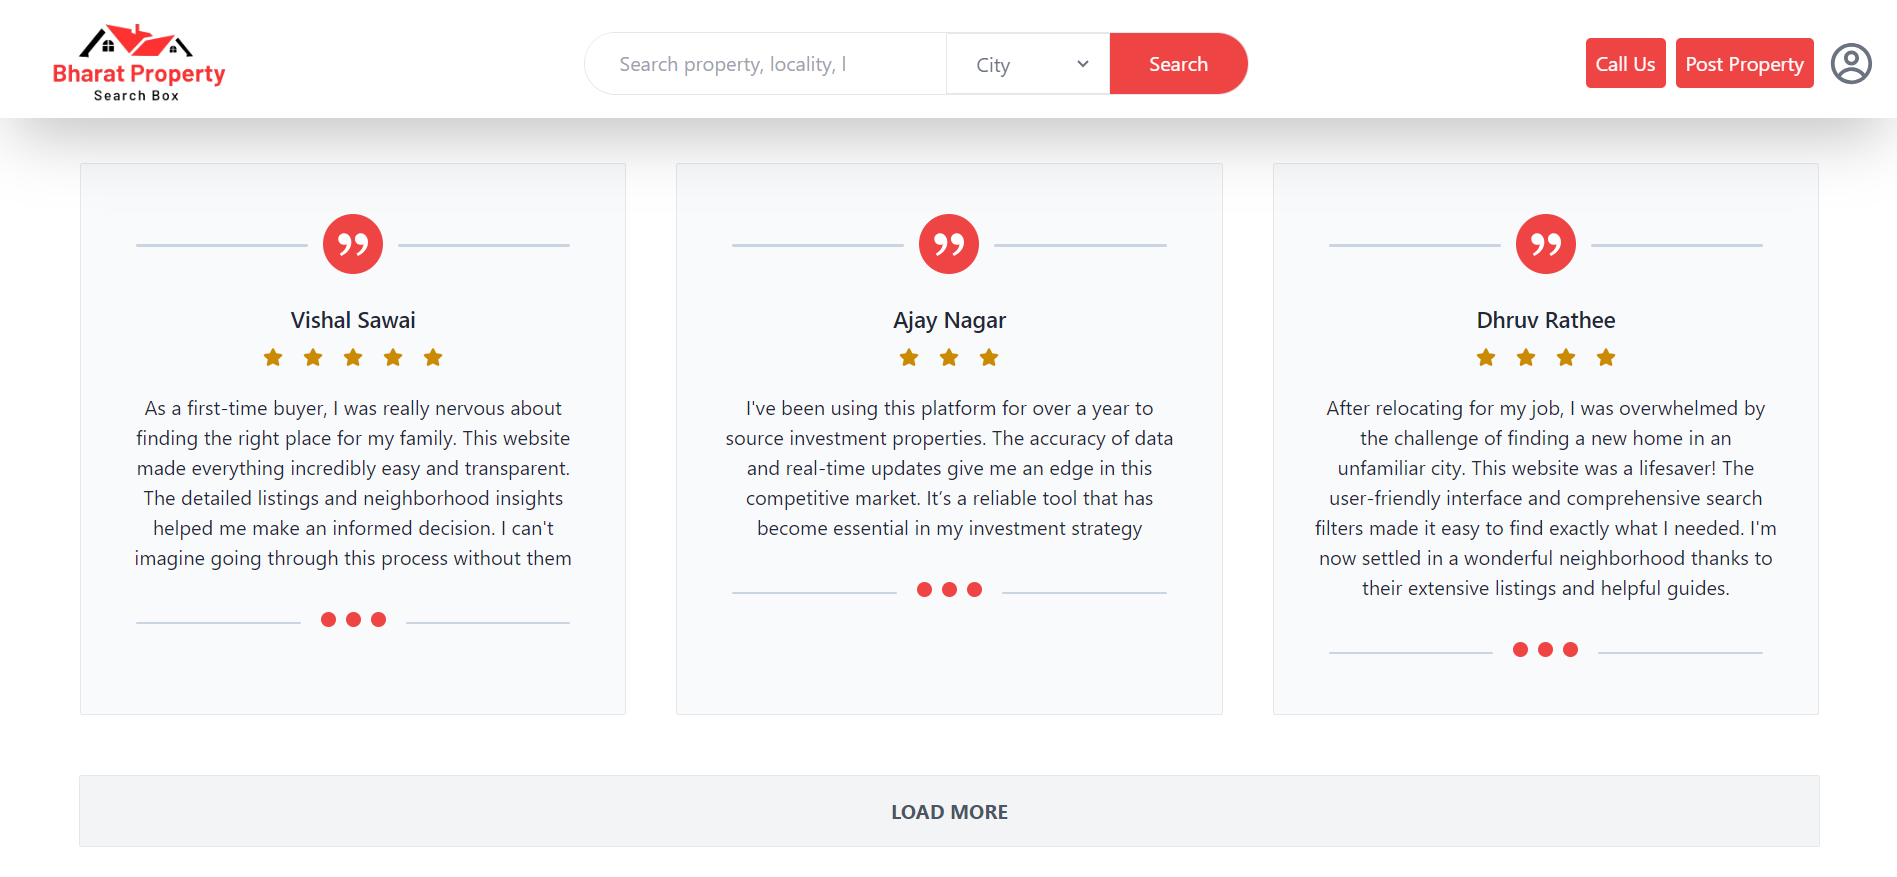 Bharat Property
Search Box
Search property, locality, l
City
Search
Call Us
Post Property
Vishal Sawai
As a first-time buyer, I was really nervous about
finding the right place for my family. This website
made everything incredibly easy and transparent.
The detailed listings and neighborhood insights
helped me make an informed decision. I can't
imagine going through this process without them
Ajay Nagar
I've been using this platform for over a year to
source investment properties. The accuracy of data
and real-time updates give me an edge in this
competitive market. It’s a reliable tool that has
become essential in my investment strategy
Dhruv Rathee
After relocating for my job, I was overwhelmed by
the challenge of finding a new home in an
unfamiliar city. This website was a lifesaver! The
user-friendly interface and comprehensive search
filters made it easy to find exactly what I needed. I'm
now settled in a wonderful neighborhood thanks to
their extensive listings and helpful guides.
LOAD MORE